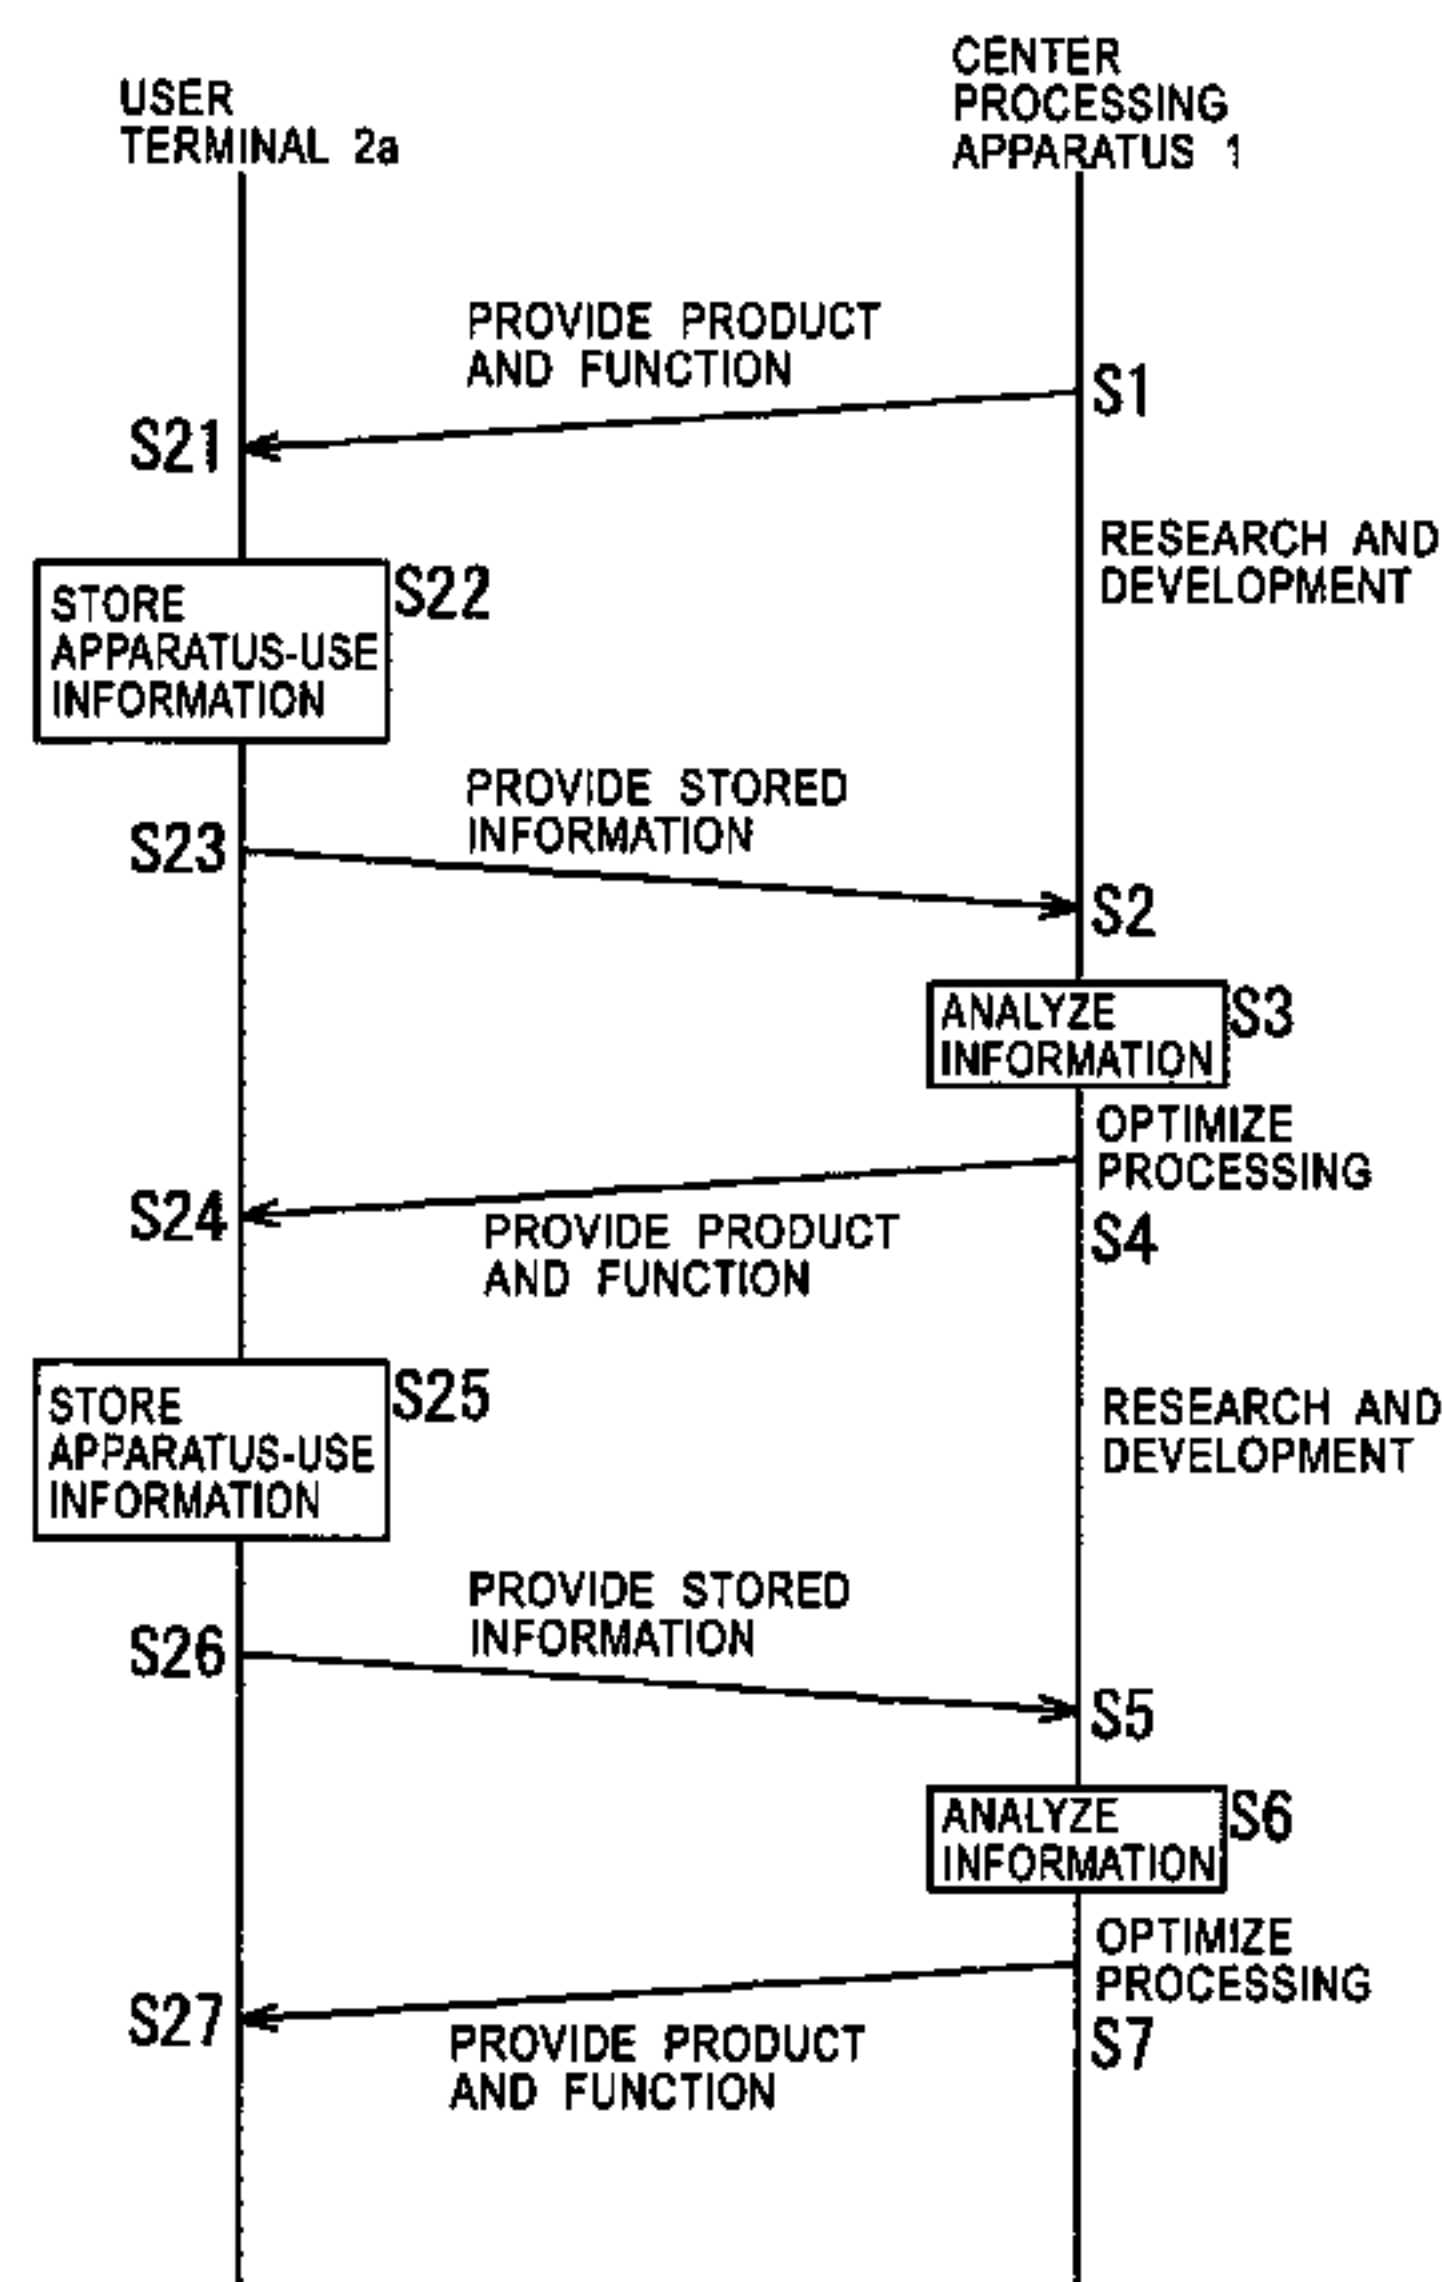 USER
TERMINAL 2a
CENTER
PROCESSING
APPARATUS 1
PROVIDE PRODUCT
AND FUNCTION
S1
S21
RESEARCH AND
DEVELOPMENT
STORE
APPARATUS-USE
INFORMATION
S22
PROVIDE STORED
INFORMATION
S23
S2
ANALYZE
INFORMATION
S3
OPTIMIZE
PROCESSING
S24
PROVIDE PRODUCT
AND FUNCTION
S4
STORE
APPARATUS-USE
INFORMATION
S25
RESEARCH AND
DEVELOPMENT
PROVIDE STORED
INFORMATION
S26
S5
ANALYZE
INFORMATION
S6
OPTIMIZE
PROCESSING
S27
PROVIDE PRODUCT
AND FUNCTION
S7